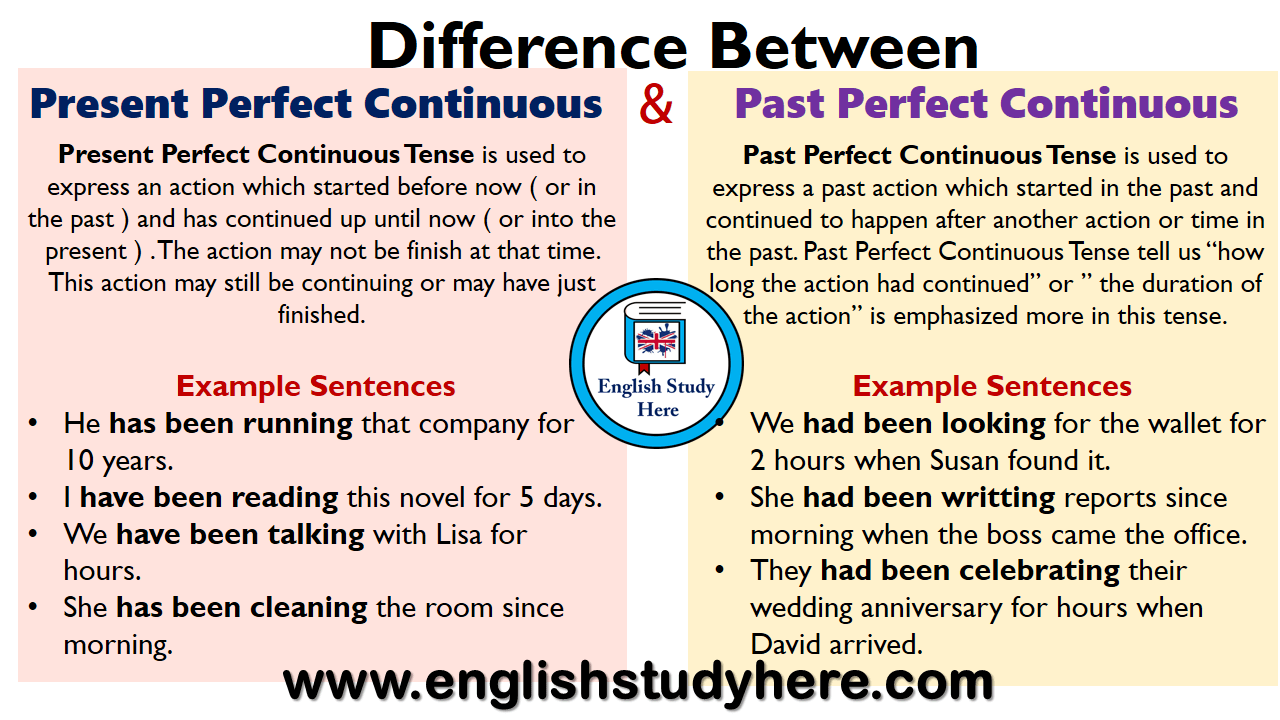 Difference Between
Present Perfect Continuous & Past Perfect Continuous
Present Perfect Continuous Tense is used to
express an action which started before now ( or in
the past ) and has continued up until now ( or into the
present ) . The action may not be finish at that time.
This action may still be continuing or may have just
finished.
Example Sentences
• He has been running that company for
10 years.
• I have been reading this novel for 5 days.
• We have been talking with Lisa for
hours.
• She has been cleaning the room since
morning.
English Study
Here
Past Perfect Continuous Tense is used to
express a past action which started in the past and
continued to happen after another action or time in
the past. Past Perfect Continuous Tense tell us “how
long the action had continued” or ” the duration of
the action” is emphasized more in this tense.
Example Sentences
• We had been looking for the wallet for
2 hours when Susan found it.
• She had been writting reports since
morning when the boss came the office.
• They had been celebrating their
wedding anniversary for hours when
David arrived.
www.englishstudyhere.com